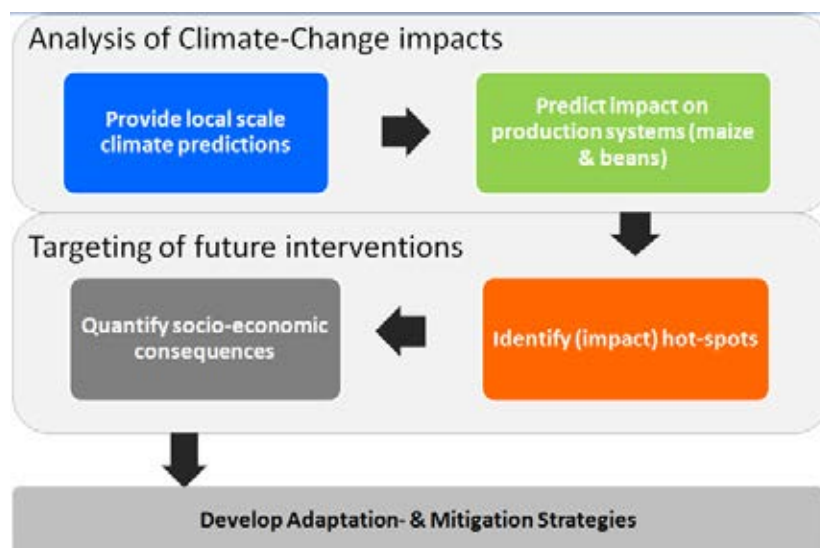 Analysis of Climate-Change impacts
Provide local scale
climate predictions
Predict impact on
production systems (maize
& beans)
Targeting of future interventions
Quantify socio-economic
consequences
Identify (impact) hot-spots
Develop Adaptation- & Mitigation Strategies